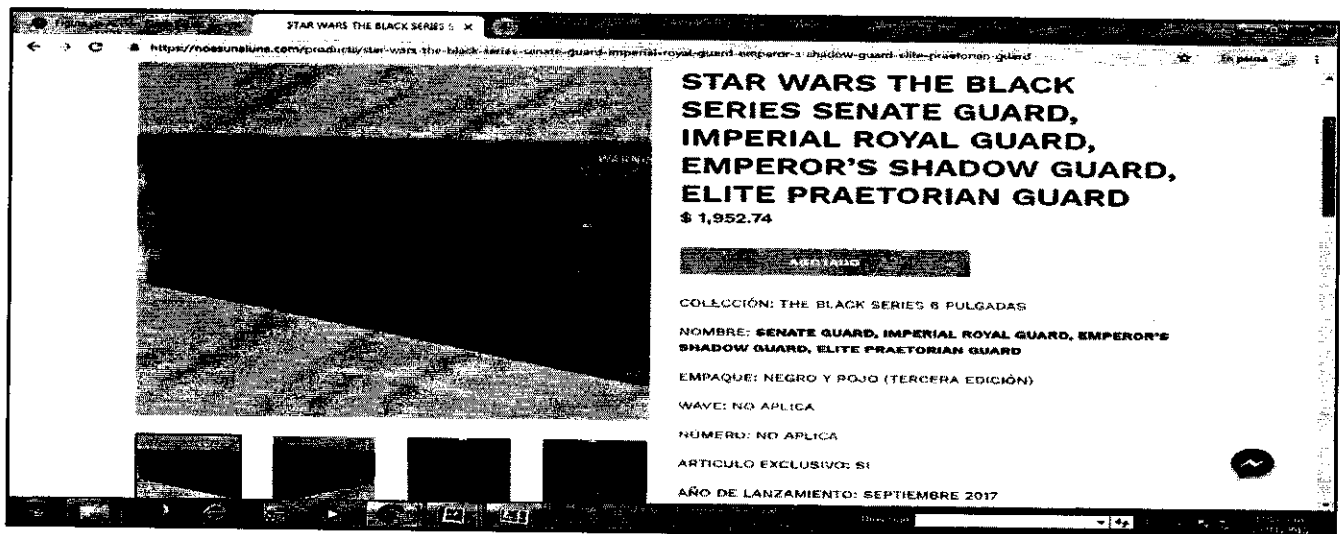 STAR WARS THE BLACK SERIES S
https://noesunaluna.com/products/star-wars-the-black-series-senate-guard-imperial-royal-guard-emperor-s-shadow-guard-elite-praetorian-guard
En pausa
STAR WARS THE BLACK
SERIES SENATE GUARD,
IMPERIAL ROYAL GUARD,
EMPEROR'S SHADOW GUARD,
ELITE PRAETORIAN GUARD
$ 1,952.74
AGOTADO
COLECCIÓN: THE BLACK SERIES 6 PULGADAS
NOMBRE: SENATE GUARD, IMPERIAL ROYAL GUARD, EMPEROR'S
SHADOW GUARD, ELITE PRAETORIAN GUARD
EMPAQUE: NEGRO Y ROJO (TERCERA EDICIÓN)
WAVE: NO APLICA
NÚMERO: NO APLICA
ARTICULO EXCLUSIVO: SI
AÑO DE LANZAMIENTO: SEPTIEMBRE 2017